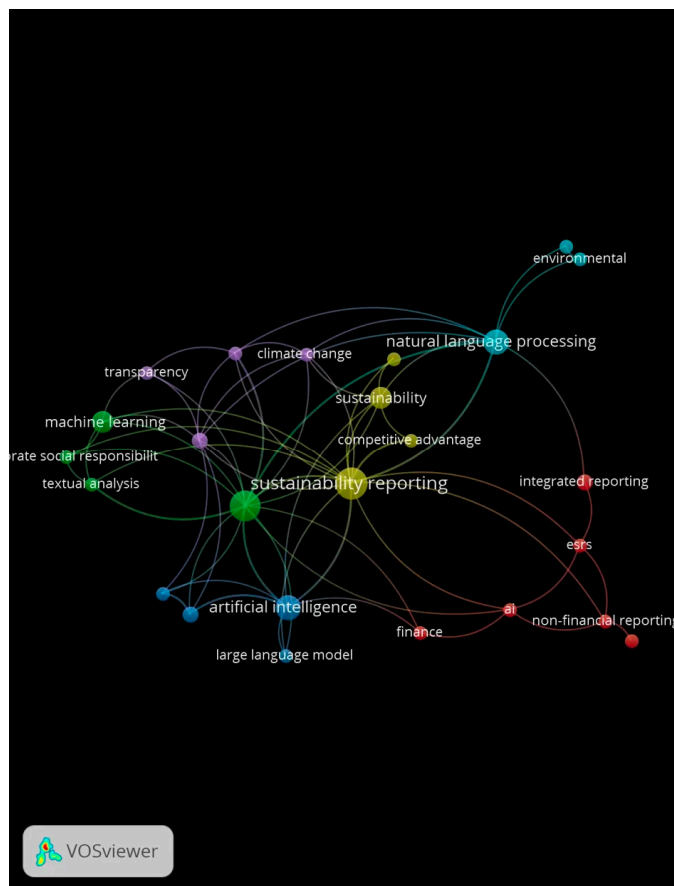 environmental
natural language processing
climate change
transparency
sustainability
machine learning
competitive advantage
orate social responsibilit
textual analysis
sustainability reporting
integrated reporting
esrs
artificial intelligence
ai
non-financial reporting
finance
large language model
VOSviewer